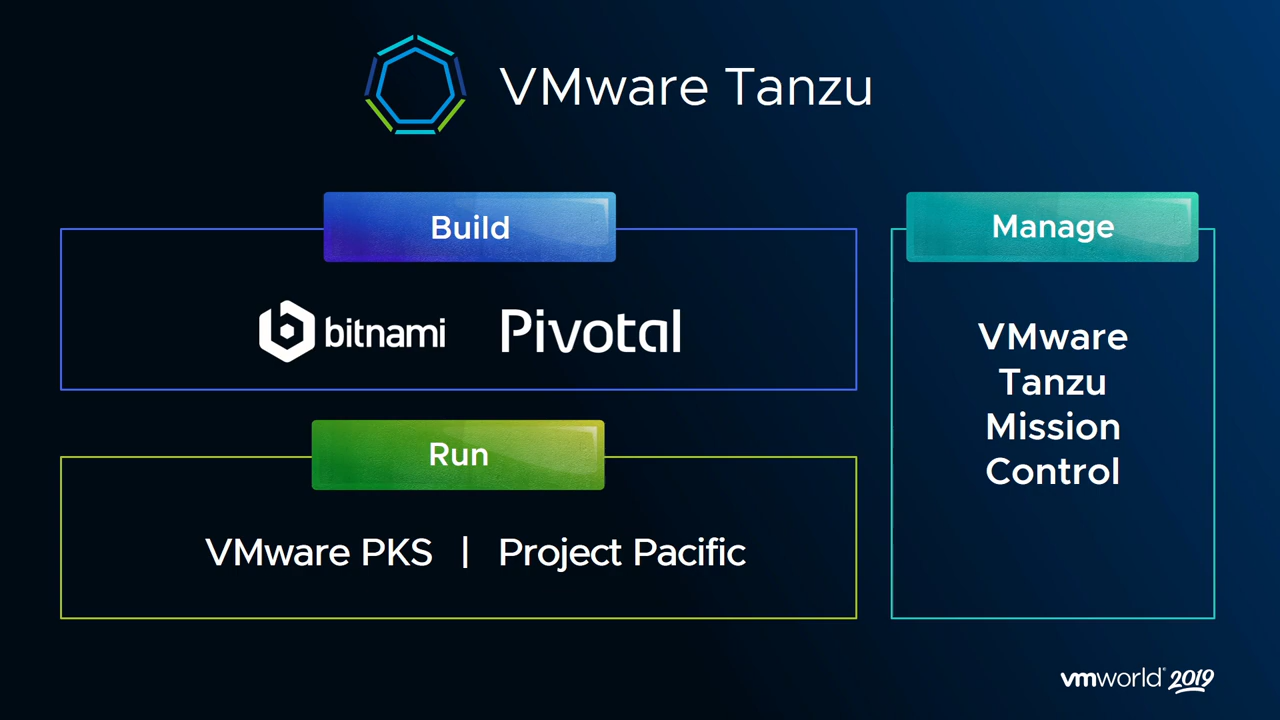 VMware Tanzu
Build
bitnami Pivotal
Run
VMware PKS | Project Pacific
Manage
VMware
Tanzu
Mission
Control
vmworld® 2019